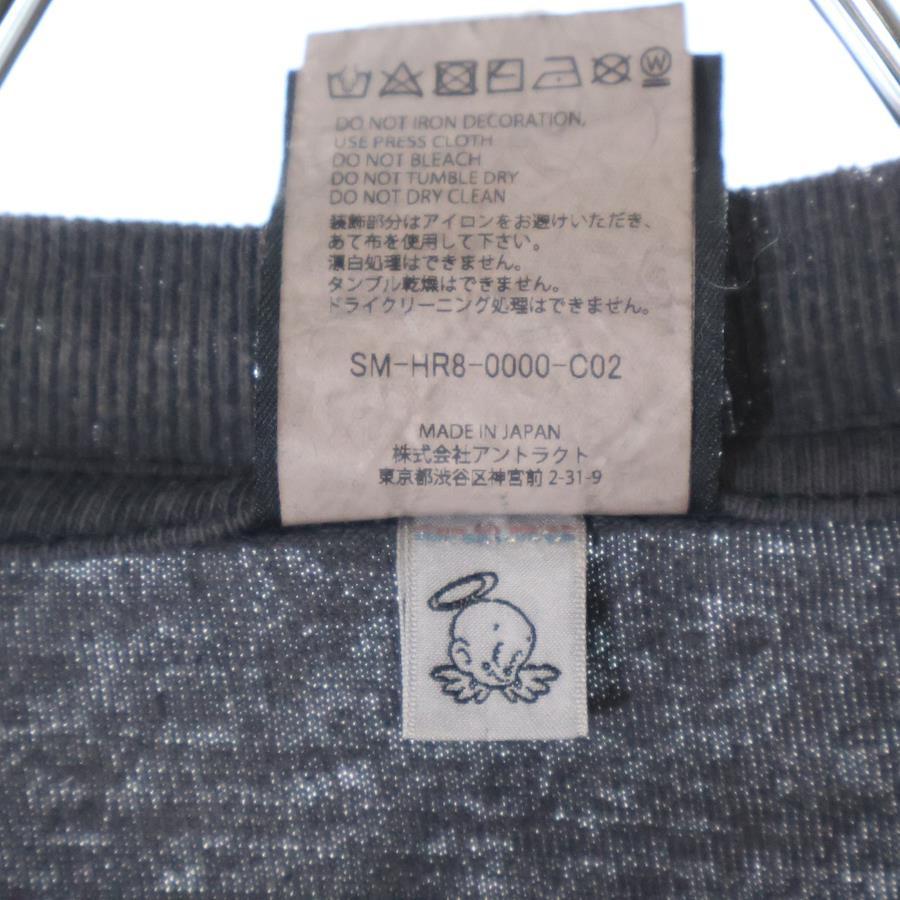 W
DO NOT IRON DECORATION,
USE PRESS CLOTH
DO NOT BLEACH
DO NOT TUMBLE DRY
DO NOT DRY CLEAN
装飾部分はアイロンをお避けいただき、
あて布を使用して下さい。
漂白処理はできません。
タンブル乾燥はできません。
ドライクリーニング処理はできません。
SM-HR8-0000-C02
MADE IN JAPAN
株式会社アントラクト
東京都渋谷区神宮前 2-31-9